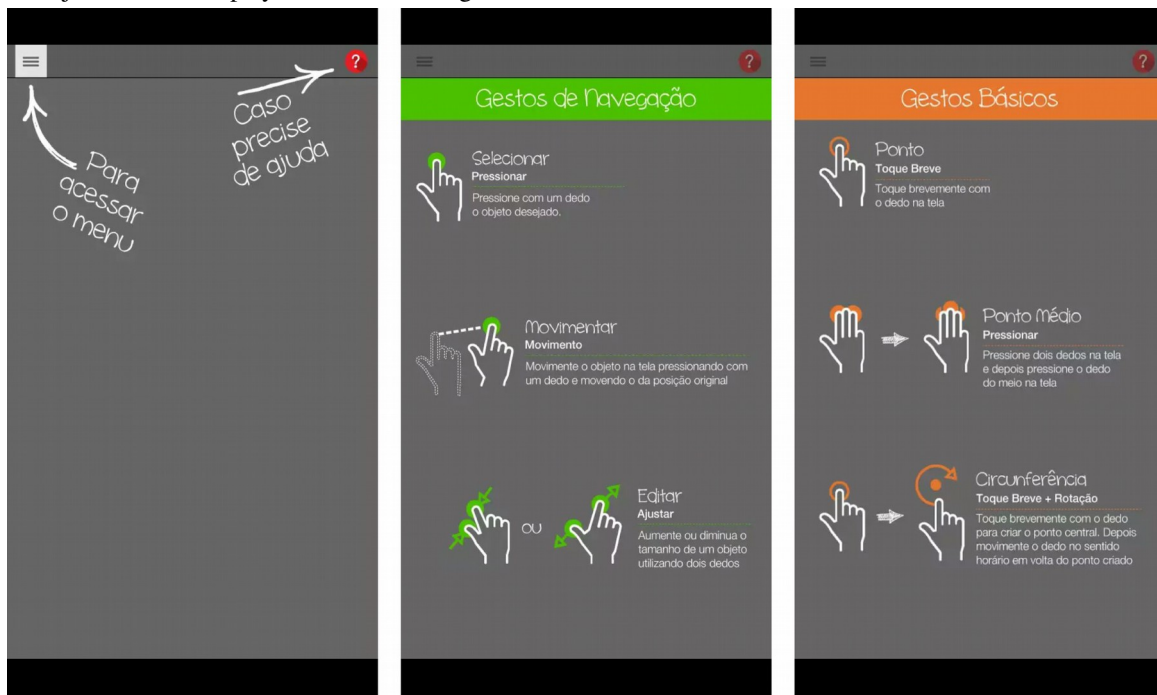 ?
Caso
precise
de ajuda
Para
acessar
o menu
?
Gestos de Navegação
Selecionar
Pressionar
Pressione com um dedo
o objeto desejado.
Movimentar
Movimento
Movimente o objeto na tela pressionando com
um dedo e movendo o da posição original
OU
Editar
Ajustar
Aumente ou diminua o
tamanho de um objeto
utilizando dois dedos
?
Gestos Básicos
Ponto
Toque Breve
Toque brevemente com
o dedo na tela
Ponto Médio
Pressionar
Pressione dois dedos na tela
e depois pressione o dedo
do meio na tela
Circunferência
Toque Breve + Rotação
Toque brevemente com o dedo
para criar o ponto central. Depois
movimente o dedo no sentido
horário em volta do ponto criado